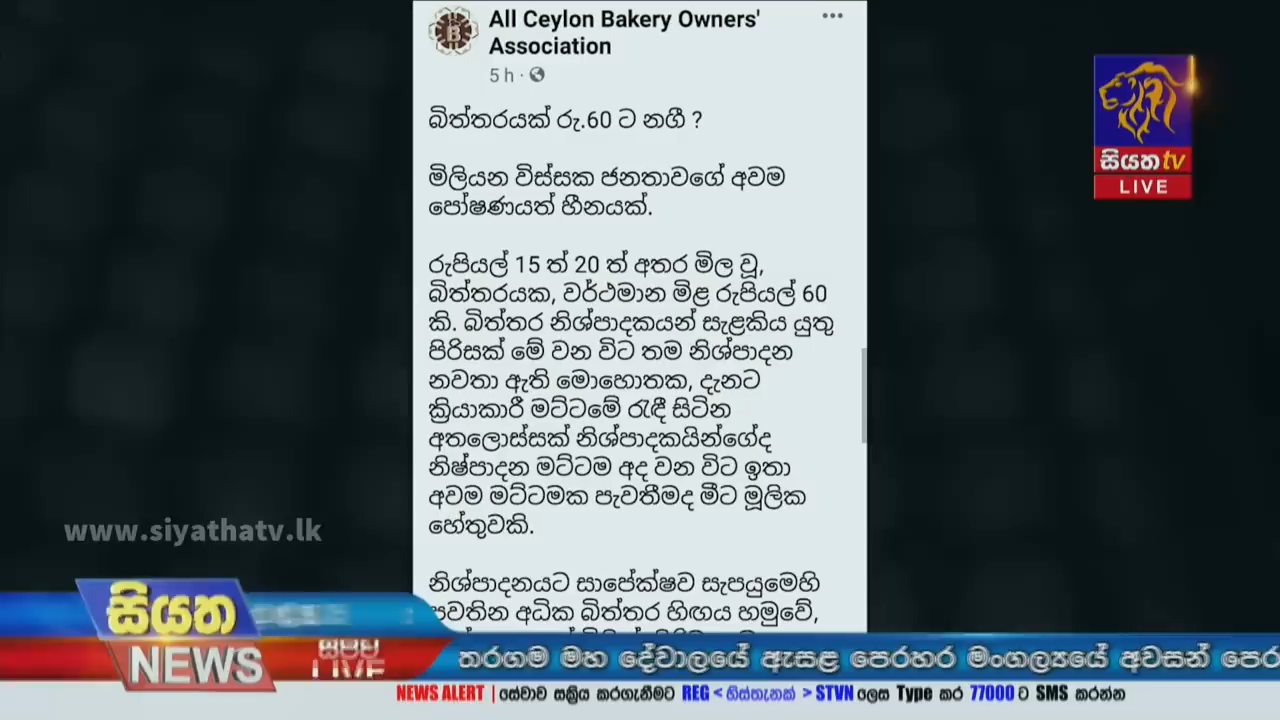 All Ceylon Bakery Owners'
Association
5 h
බිත්තරයක් රු.60 ට නගී ?
මිලියන විස්සක ජනතාවගේ අවම
පෝෂණයත් හීනයක්.
රුපියල් 15 ත් 20 ත් අතර මිල වූ,
බිත්තරයක, වර්ථමාන මිළ රුපියල් 60
කි. බිත්තර නිශ්පාදකයන් සැළකිය යුතු
පිරිසක් මේ වන විට තම නිශ්පාදන
නවතා ඇති මොහොතක, දැනට
ක්‍රියාකාරී මට්ටමේ රැඳී සිටින
අතලොස්සක් නිශ්පාදකයින්ගේද
නිෂ්පාදන මට්ටම අද වන විට ඉතා
අවම මට්ටමක පැවතීමද මීට මූලික
හේතුවකි.
නිශ්පාදනයට සාපේක්ෂව සැපයුමෙහි
පවතින අධික බිත්තර හිඟය හමුවේ,
සියත tv
LIVE
www.siyathatv.lk
සියත
NEWS
LIVE
තරගම මහ දේවාලයේ ඇසළ පෙරහර මංගල්‍යයේ අවසන් පෙර
NEWS ALERT | සේවාව සක්‍රිය කරගැනීමට REG < හිස්තැනක් > STVN ලෙස Type කර 77000 ට SMS කරන්න